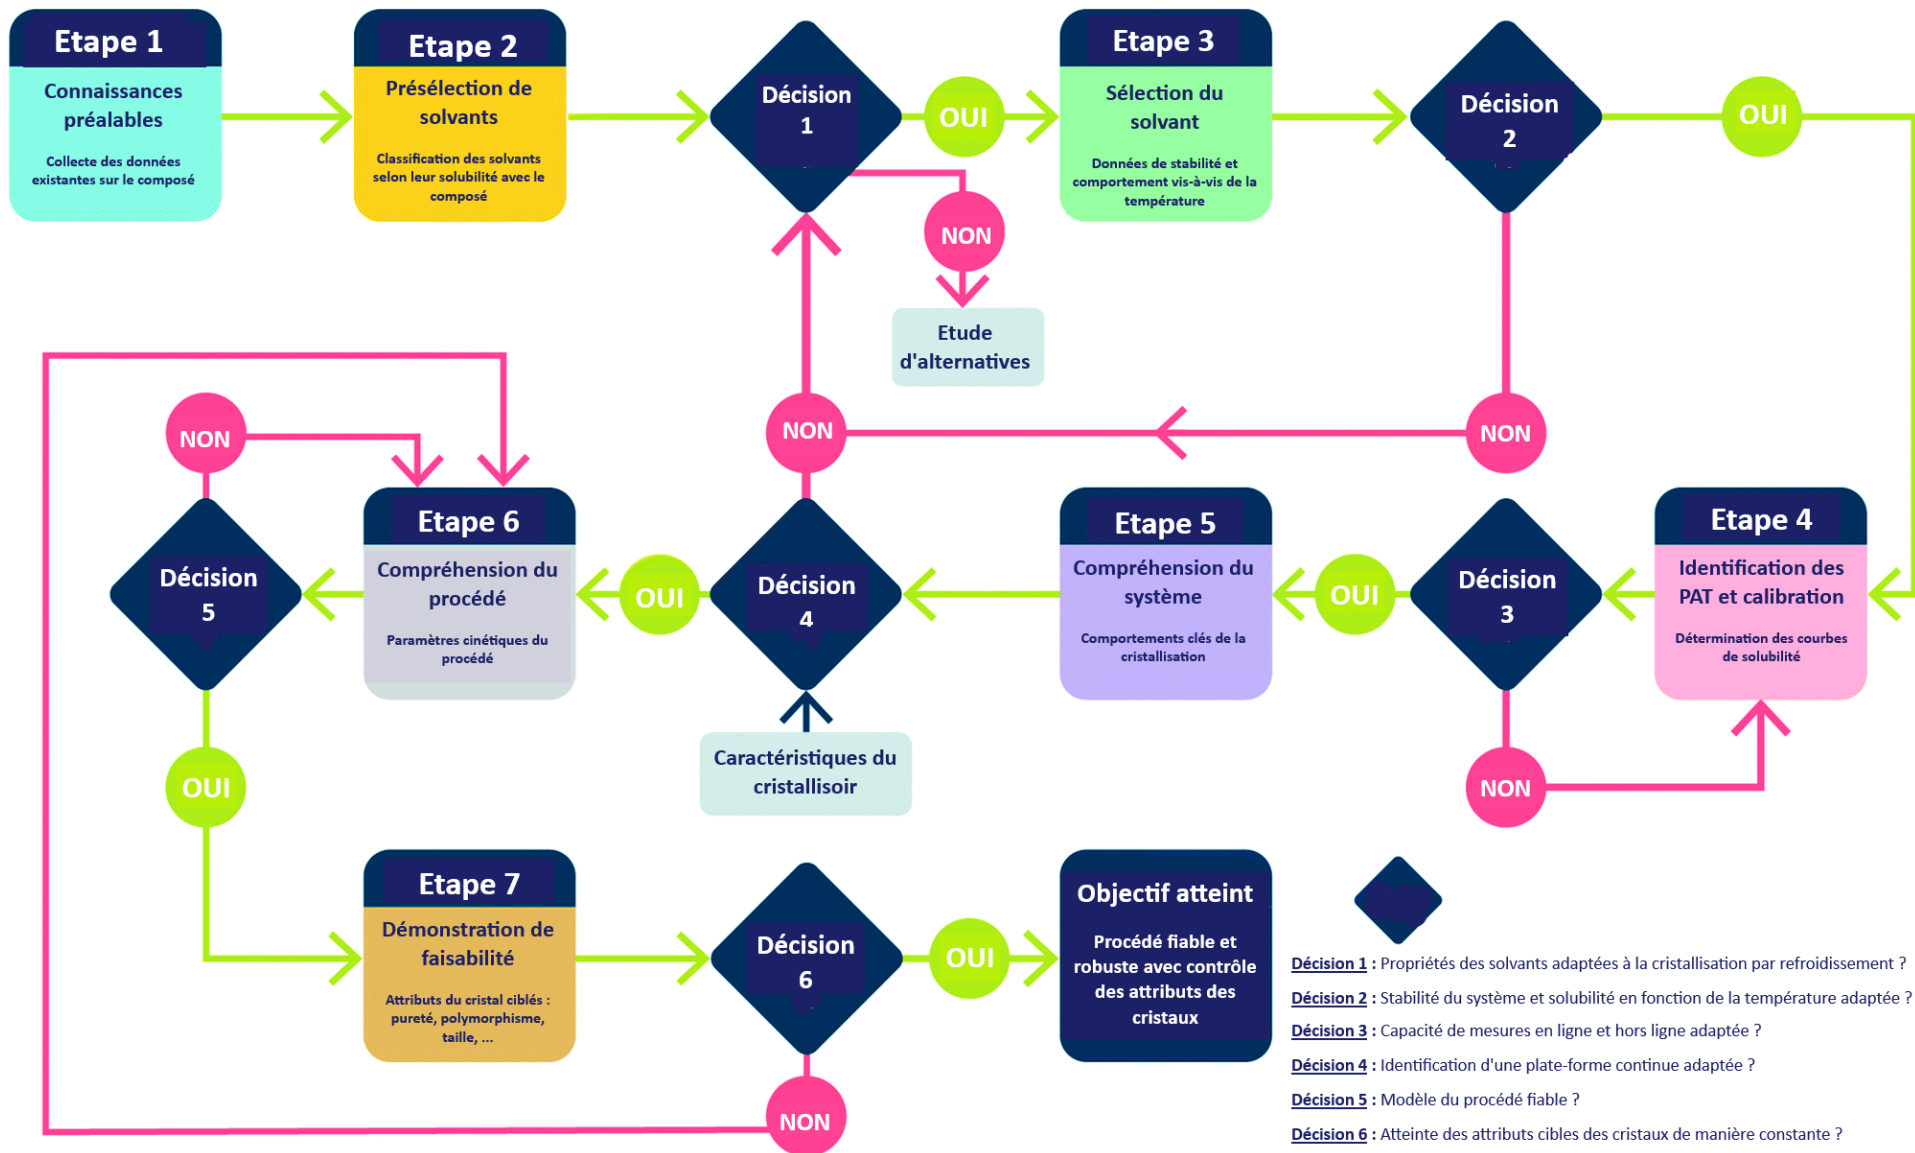 Etape 1
Connaissances
préalables
Collecte des données
existantes sur le composé
Etape 2
Présélection de
solvants
Classification des solvants
selon leur solubilité avec le
composé
Décision
1
OUI
NON
Etude
d'alternatives
Etape 3
Sélection du
solvant
Données de stabilité et
comportement vis-à-vis de la
température
Décision
2
OUI
NON
NON
Etape 4
Identification des
PAT et calibration
Détermination des courbes
de solubilité
Décision
3
OUI
NON
Etape 5
Compréhension du
système
Comportements clés de la
cristallisation
Décision
4
OUI
Caractéristiques du
cristallisoir
Etape 6
Compréhension du
procédé
Paramètres cinétiques du
procédé
Décision
5
NON
OUI
Etape 7
Démonstration de
faisabilité
Attributs du cristal ciblés :
pureté, polymorphisme,
taille, ...
Décision
6
OUI
NON
Objectif atteint
Procédé fiable et
robuste avec contrôle
des attributs des
cristaux
Décision 1 : Propriétés des solvants adaptées à la cristallisation par refroidissement ?
Décision 2 : Stabilité du système et solubilité en fonction de la température adaptée ?
Décision 3 : Capacité de mesures en ligne et hors ligne adaptée ?
Décision 4 : Identification d'une plate-forme continue adaptée ?
Décision 5 : Modèle du procédé fiable ?
Décision 6 : Atteinte des attributs cibles des cristaux de manière constante ?